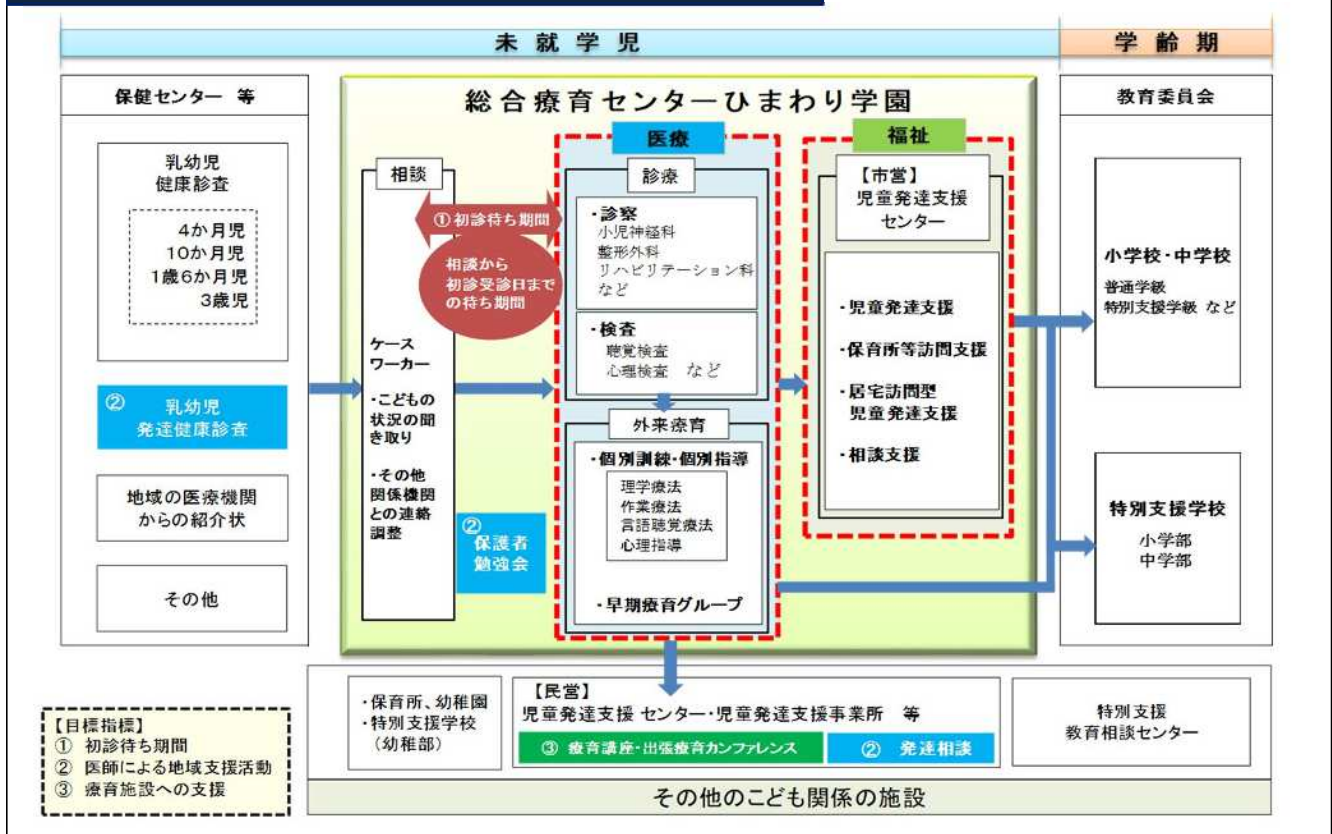 未就学児
学齢期
保健センター 等
乳幼児
健康診査
4か月児
10か月児
1歳6か月児
3歳児
② 乳幼児
発達健康診査
地域の医療機関
からの紹介状
その他
総合療育センターひまわり学園
相談
ケース
ワーカー
・こどもの
状況の聞
き取り
・その他
関係機関
との連絡
調整
①初診待ち期間
相談から
初診受診日まで
の待ち期間
②
保護者
勉強会
医療
診療
・診察
小児神経科
整形外科
リハビリテーション科
など
・検査
聴覚検査
心理検査 など
外来療育
・個別訓練・個別指導
理学療法
作業療法
言語聴覚療法
心理指導
・早期療育グループ
福祉
【市営】
児童発達支援
センター
・児童発達支援
・保育所等訪問支援
・居宅訪問型
児童発達支援
・相談支援
教育委員会
小学校・中学校
普通学級
特別支援学級 など
特別支援学校
小学部
中学部
【目標指標】
① 初診待ち期間
② 医師による地域支援活動
③ 療育施設への支援
・保育所、幼稚園
・特別支援学校
(幼稚部)
【民営】
児童発達支援 センター・児童発達支援事業所 等
③ 療育講座・出張療育カンファレンス
② 発達相談
特別支援
教育相談センター
その他のこども関係の施設